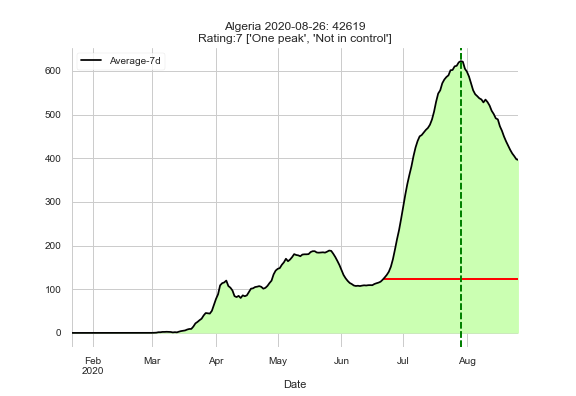 Algeria 2020-08-26: 42619
Rating:7 ['One peak', 'Not in control']
Average-7d
600
500
400
300
200
100
0
Feb Mar Apr May Jun Jul Aug
2020
Date